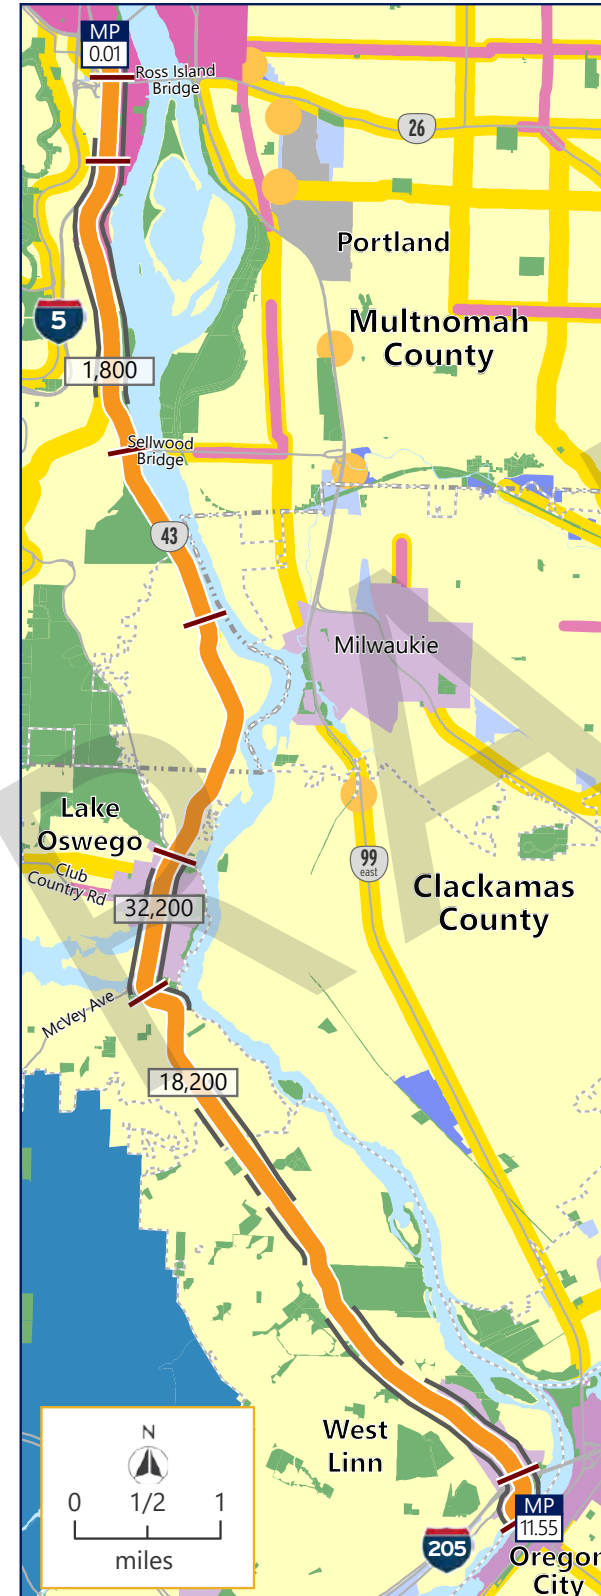 MP
0.01
Ross Island
Bridge
26
Portland
5
Multnomah
County
1,800
Sellwood
Bridge
43
Milwaukie
Lake
Oswego
Club
Country Rd
99
east
32,200
Clackamas
County
McVey Ave
18,200
West
Linn
N
0 1/2 1
miles
MP
11.55
205
Oregon
City